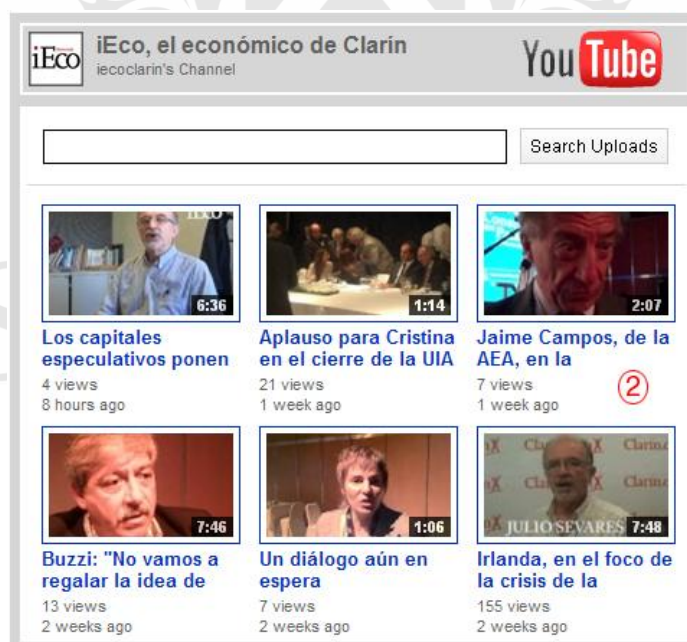 iEco
iEco, el económico de Clarín
iecoclarin's Channel
You Tube
Search Uploads
6:36
1:14
2:07
Los capitales
especulativos ponen
4 views
8 hours ago
Aplauso para Cristina
en el cierre de la UIA
21 views
1 week ago
Jaime Campos, de la
AEA, en la
7 views
1 week ago
2
7:46
1:06
JULIO SEVARES 7:48
Buzzi: "No vamos a
regalar la idea de
13 views
2 weeks ago
Un diálogo aún en
espera
7 views
2 weeks ago
Irlanda, en el foco de
la crisis de la
155 views
2 weeks ago